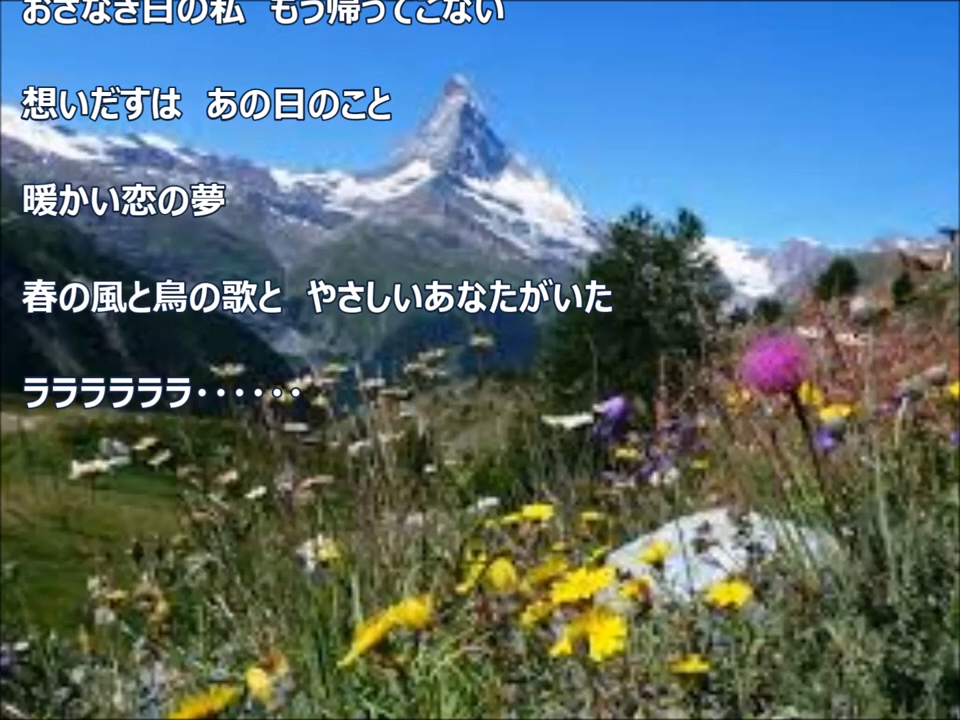 おさなき日の私　もう帰ってこない
想いだすは　あの日のこと
暖かい恋の夢
春の風と鳥の歌と　やさしいあなたがいた
ララララララ・・・・・・